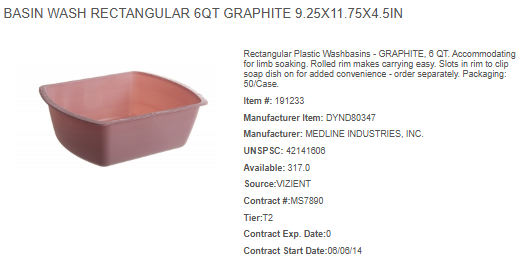 BASIN WASH RECTANGULAR 6QT GRAPHITE 9.25X11.75X4.5IN
Rectangular Plastic Washbasins - GRAPHITE, 6 QT. Accommodating
for limb soaking. Rolled rim makes carrying easy. Slots in rim to clip
soap dish on for added convenience - order separately. Packaging:
50/Case.
Item #: 191233
Manufacturer Item: DYND80347
Manufacturer: MEDLINE INDUSTRIES, INC.
UNSPSC: 42141606
Available: 317.0
Source:VIZIENT
Contract #:MS7890
Tier:T2
Contract Exp. Date:0
Contract Start Date:06/06/14